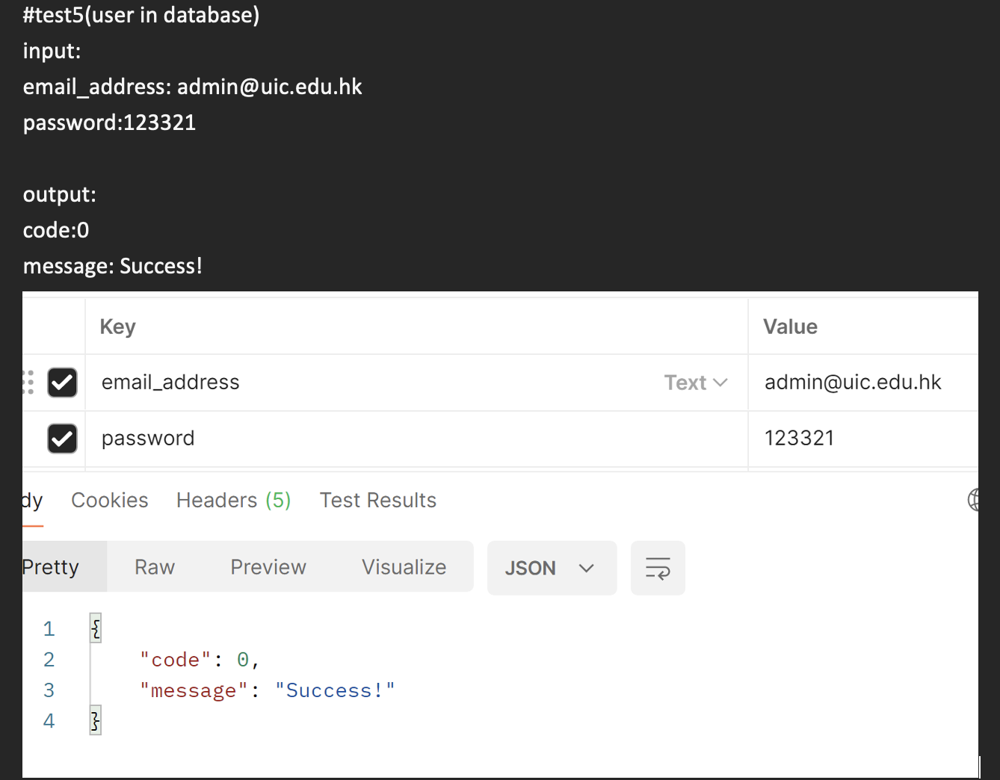 #test5(user in database)
input:
email_address: admin@uic.edu.hk
password:123321
output:
code:0
message: Success!
Key Value
email_address Text admin@uic.edu.hk
password 123321
dy Cookies Headers (5) Test Results
Pretty Raw Preview Visualize JSON
1 {
2 "code": 0,
3 "message": "Success!"
4 }